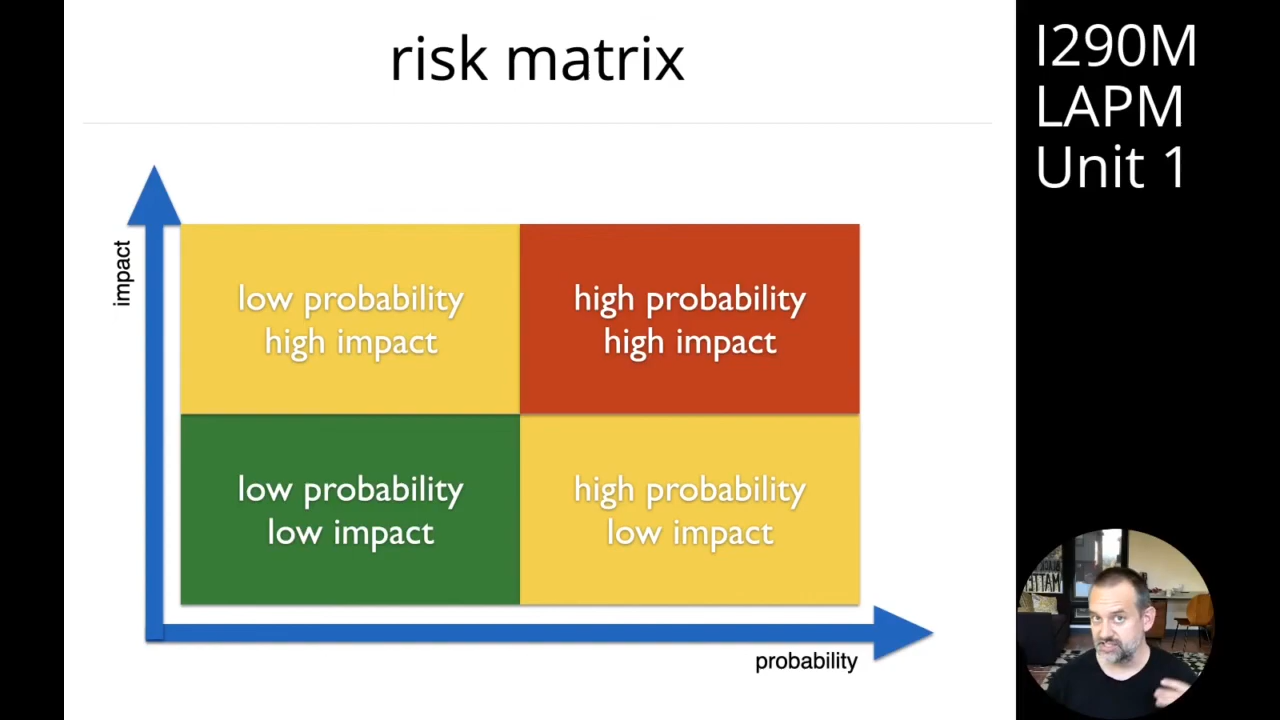 risk matrix
I290M
LAPM
Unit 1
impact
low probability
high impact
high probability
high impact
low probability
low impact
high probability
low impact
probability
MATTE